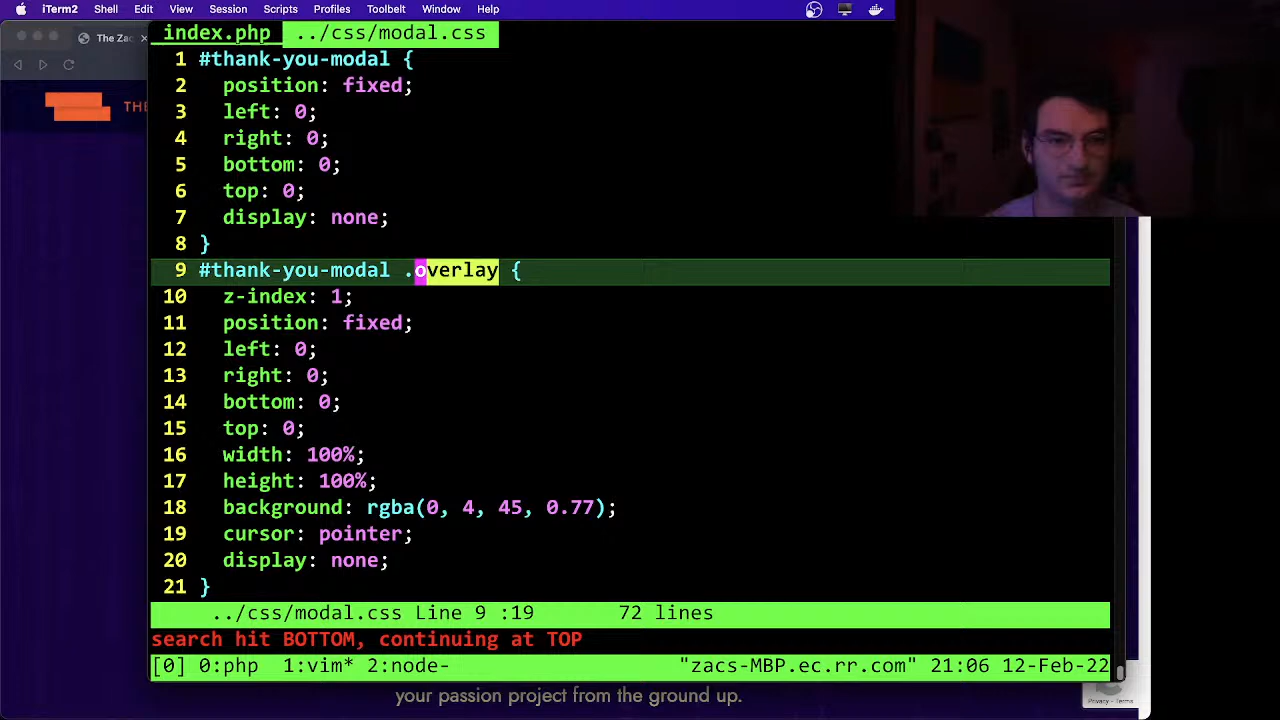 iTerm2 Shell Edit View Session Scripts Profiles Toolbelt Window Help
The Zac
THE
index.php ../css/modal.css
1 #thank-you-modal {
2 position: fixed;
3 left: 0;
4 right: 0;
5 bottom: 0;
6 top: 0;
7 display: none;
8 }
9 #thank-you-modal .overlay {
10 z-index: 1;
11 position: fixed;
12 left: 0;
13 right: 0;
14 bottom: 0;
15 top: 0;
16 width: 100%;
17 height: 100%;
18 background: rgba(0, 4, 45, 0.77);
19 cursor: pointer;
20 display: none;
21 }
../css/modal.css Line 9 :19 72 lines
search hit BOTTOM, continuing at TOP
[0] 0:php 1:vim* 2:node- "zacs-MBP.ec.rr.com" 21:06 12-Feb-22
your passion project from the ground up.
Privacy - Terms